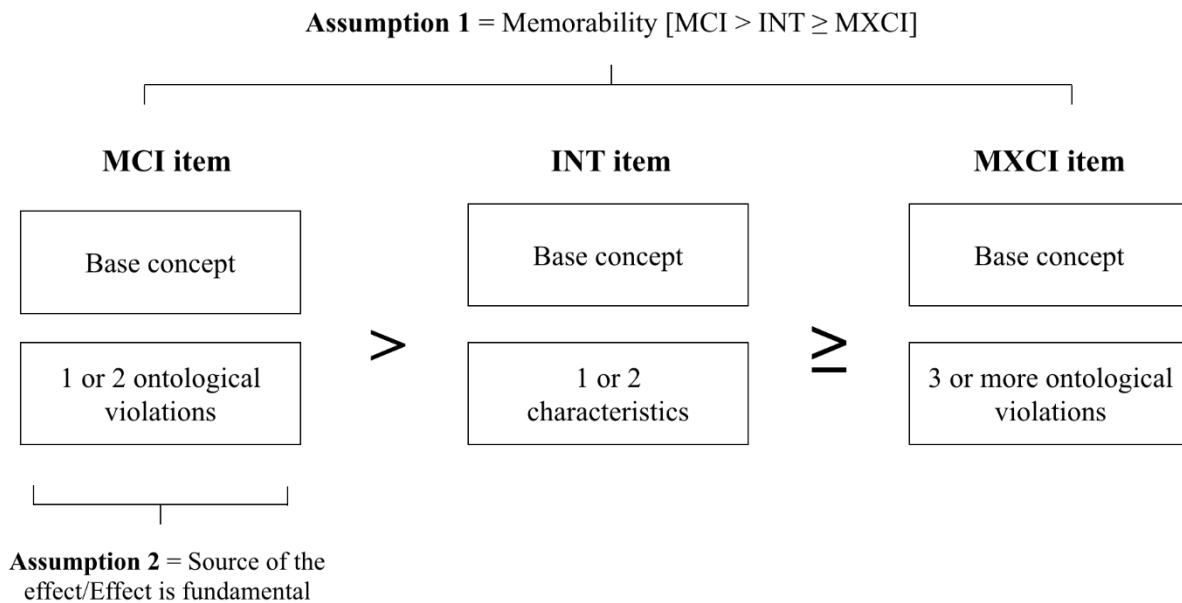 Assumption 1 = Memorability [MCI > INT ≥ MXCI]
MCI item
INT item
MXCI item
Base concept
Base concept
Base concept
>
≥
1 or 2 ontological
violations
1 or 2
characteristics
3 or more ontological
violations
Assumption 2 = Source of the
effect/Effect is fundamental